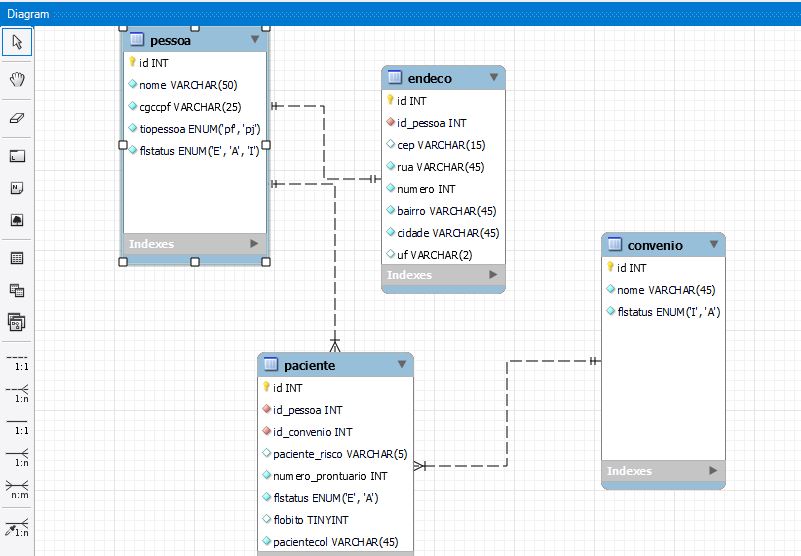 Diagram
pessoa
id INT
nome VARCHAR(50)
cgccpf VARCHAR(25)
tiopessoa ENUM('pf', 'pj')
flstatus ENUM('E', 'A', 'I')
Indexes
endeco
id INT
id_pessoa INT
cep VARCHAR(15)
rua VARCHAR(45)
numero INT
bairro VARCHAR(45)
cidade VARCHAR(45)
uf VARCHAR(2)
Indexes
convenio
id INT
nome VARCHAR(45)
flstatus ENUM('I', 'A')
Indexes
paciente
id INT
id_pessoa INT
id_convenio INT
paciente_risco VARCHAR(5)
numero_prontuario INT
flstatus ENUM('E', 'A')
flobito TINYINT
pacientecol VARCHAR(45)
1:1
1:n
1:1
1:n
n:m
1:n